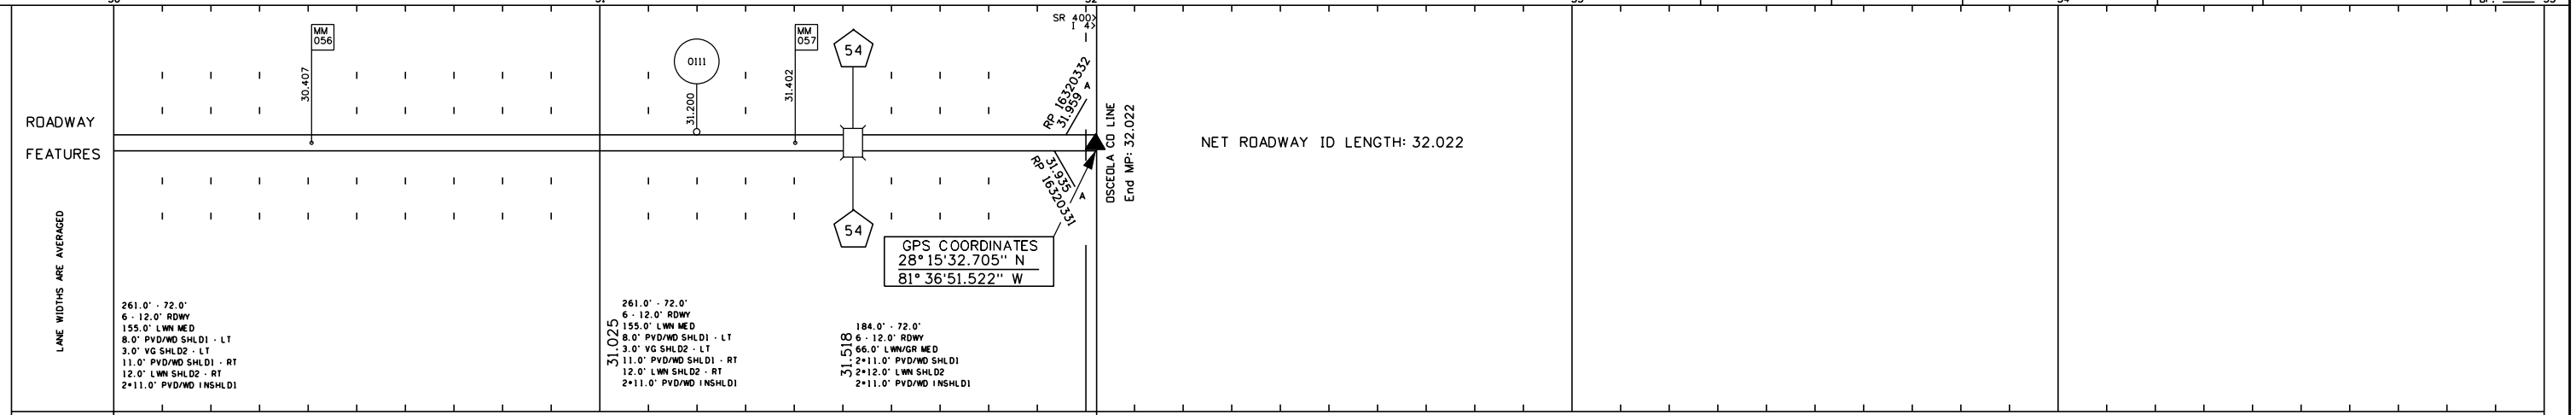 SR 400
I 4
MM
056
30.407
0111
31.200
MM
057
31.402
54
54
RP 16320332
31.959
A
31.935
RP 16320331
A
OSCEOLA CO LINE
End MP: 32.022
NET ROADWAY ID LENGTH: 32.022
ROADWAY
FEATURES
LANE WIDTHS ARE AVERAGED
GPS COORDINATES
28° 15'32.705" N
81° 36'51.522" W
261.0' - 72.0'
6 - 12.0' RDWY
155.0' LWN MED
8.0' PVD/WD SHLD1 - LT
3.0' VG SHLD2 - LT
11.0' PVD/WD SHLD1 - RT
12.0' LWN SHLD2 - RT
2*11.0' PVD/WD INSHLD1
31.025
261.0' - 72.0'
6 - 12.0' RDWY
155.0' LWN MED
8.0' PVD/WD SHLD1 - LT
3.0' VG SHLD2 - LT
11.0' PVD/WD SHLD1 - RT
12.0' LWN SHLD2 - RT
2*11.0' PVD/WD INSHLD1
31.518
184.0' - 72.0'
6 - 12.0' RDWY
66.0' LWN/GR MED
2*11.0' PVD/WD SHLD1
2*12.0' LWN SHLD2
2*11.0' PVD/WD INSHLD1